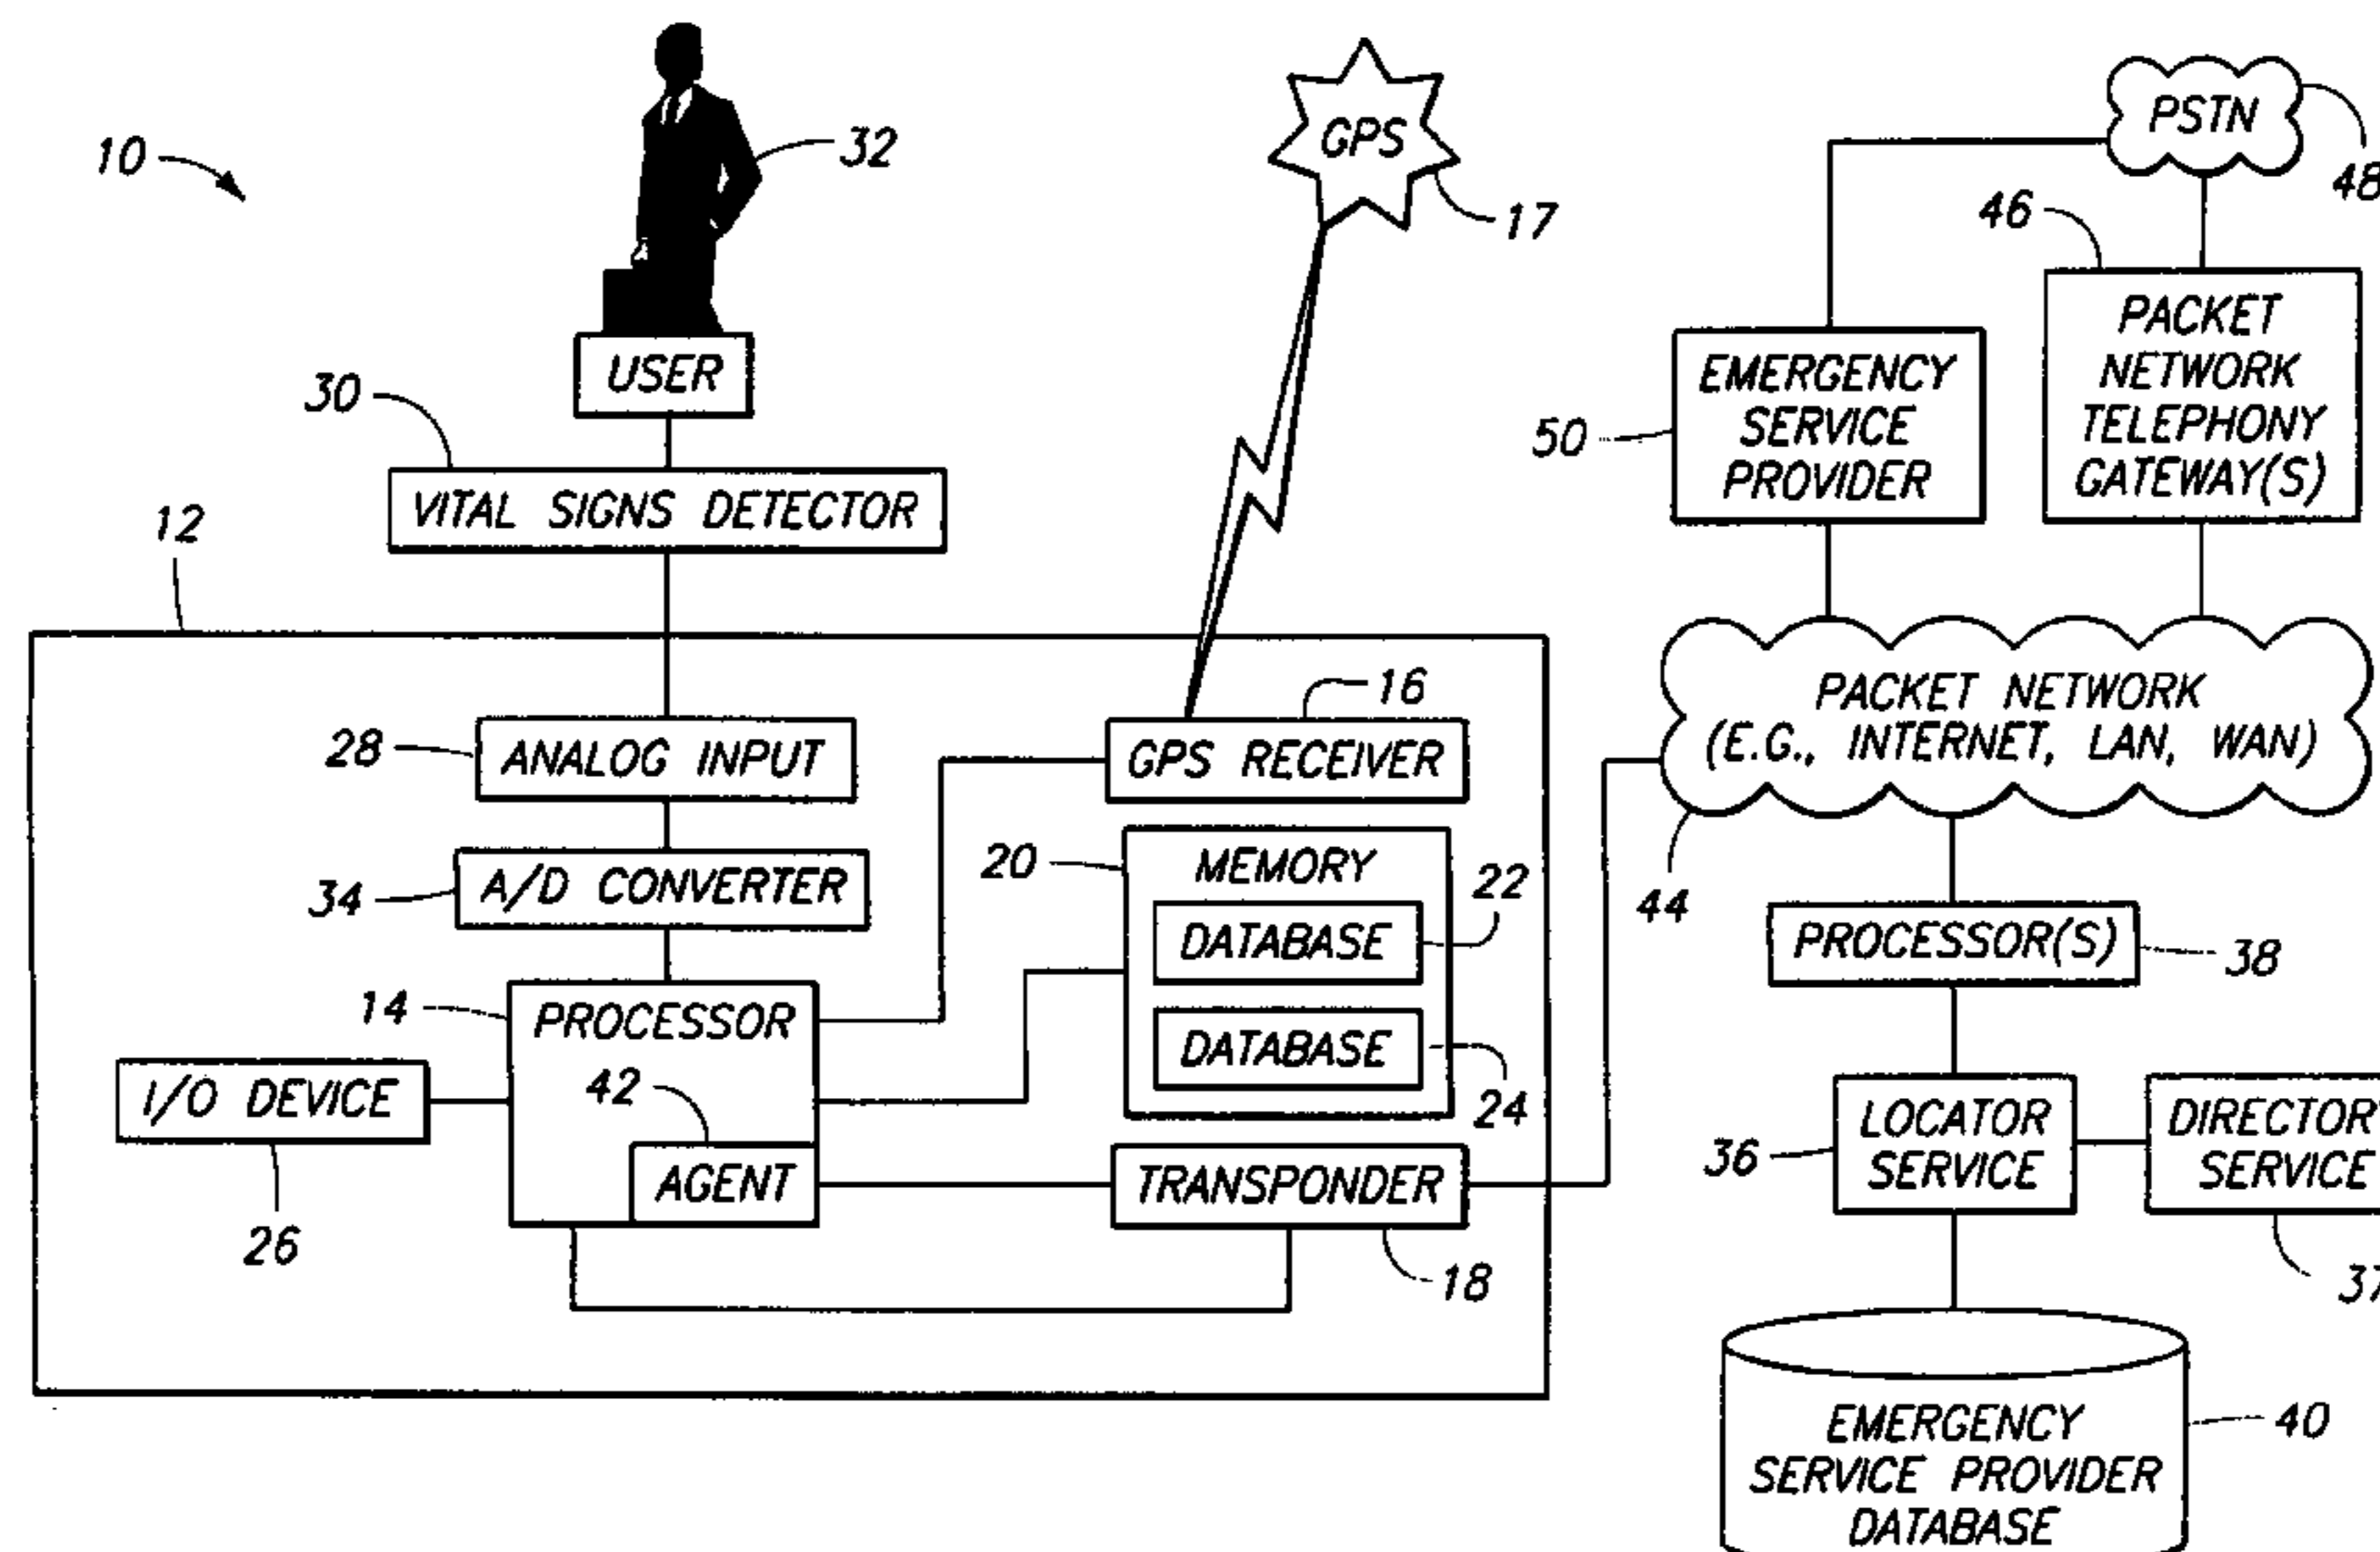 10
32
GPS
17
PSTN
48
46
USER
30
VITAL SIGNS DETECTOR
12
50
EMERGENCY
SERVICE
PROVIDER
PACKET
NETWORK
TELEPHONY
GATEWAY(S)
28
ANALOG INPUT
16
GPS RECEIVER
PACKET NETWORK
(E.G., INTERNET, LAN, WAN)
44
34
A/D CONVERTER
20
MEMORY
22
DATABASE
DATABASE
24
PROCESSOR(S)
38
14
PROCESSOR
42
AGENT
I/O DEVICE
26
TRANSPONDER
18
36
LOCATOR
SERVICE
DIRECTORY
SERVICE
37
EMERGENCY
SERVICE PROVIDER
DATABASE
40